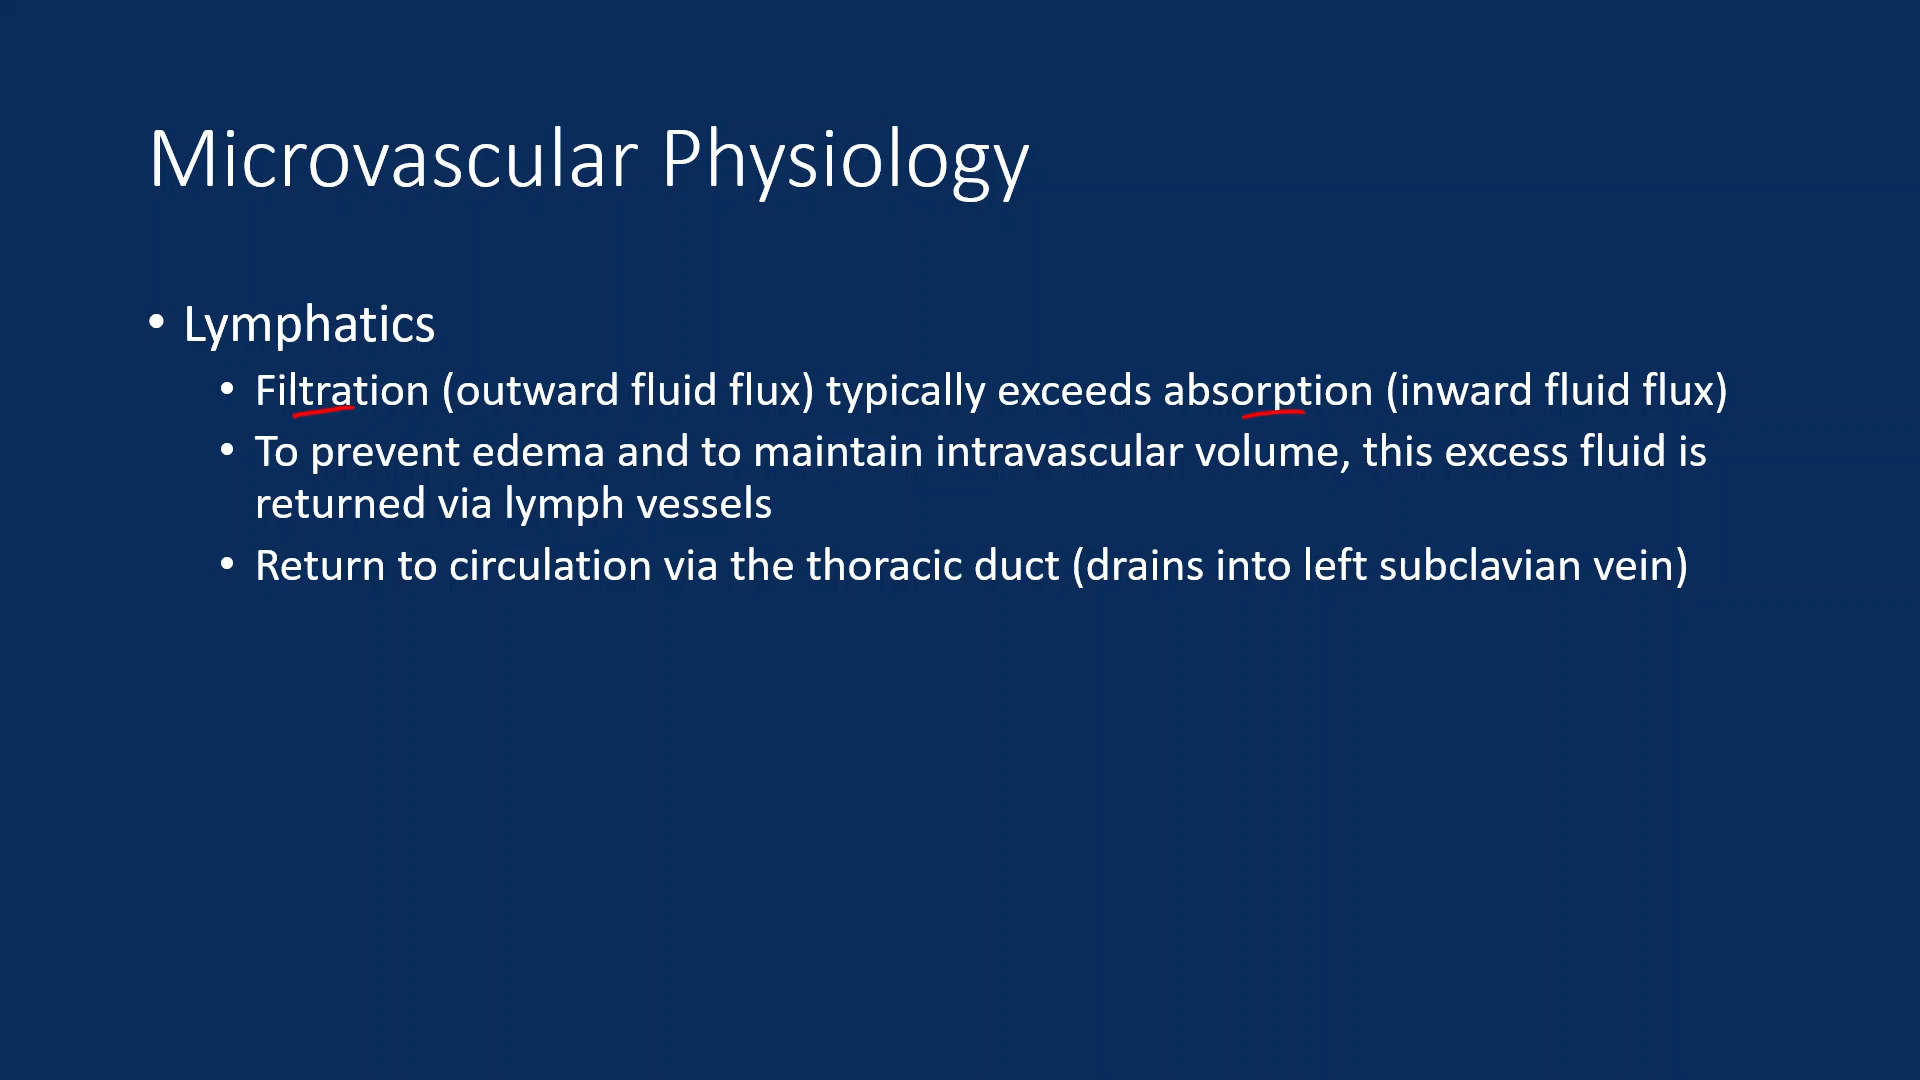 Microvascular Physiology
• Lymphatics
• Filtration (outward fluid flux) typically exceeds absorption (inward fluid flux)
• To prevent edema and to maintain intravascular volume, this excess fluid is
returned via lymph vessels
• Return to circulation via the thoracic duct (drains into left subclavian vein)